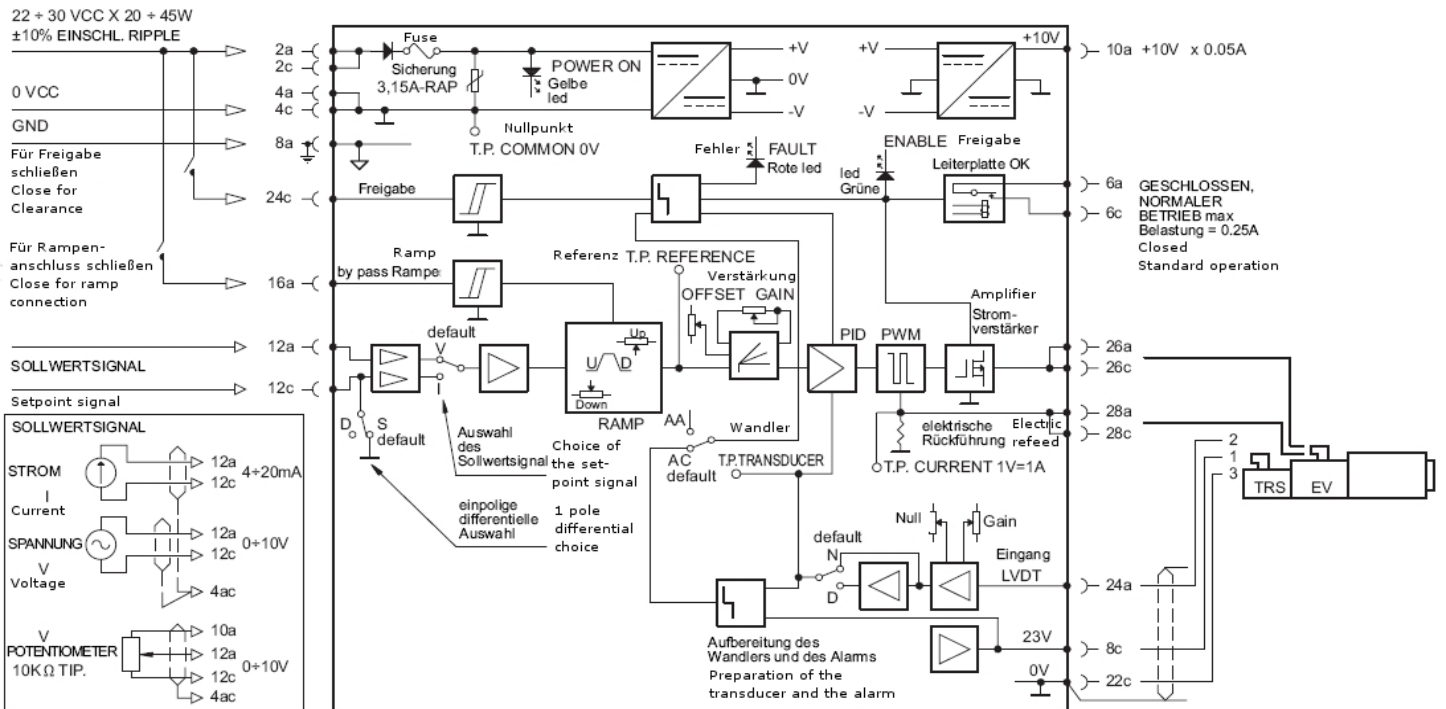 22 ÷ 30 VCC X 20 ÷ 45W
±10% EINSCHL. RIPPLE
0 VCC
GND
Für Freigabe
schließen
Close for
Clearance
Für Rampen-
anschluss schließen
Close for ramp
connection
SOLLWERTSIGNAL
Setpoint signal
2a
2c
4a
4c
8a
24c
16a
12a
12c
Fuse
Sicherung
3,15A-RAP
POWER ON
Gelbe
led
Nullpunkt
T.P. COMMON 0V
+V
0V
-V
+V
-V
+10V
10a +10V x 0.05A
Freigabe
Fehler
FAULT
Rote led
led
Grüne
ENABLE
Freigabe
Leiterplatte OK
6a
6c
GESCHLOSSEN,
NORMALER
BETRIEB max
Belastung = 0.25A
Closed
Standard operation
Ramp
by pass Rampe
Referenz
T.P. REFERENCE
Verstärkung
OFFSET
GAIN
default
V
I
D
S
default
Up
U
D
Down
RAMP
PID
PWM
Amplifier
Strom-
verstärker
26a
26c
28a
28c
Auswahl
des
Sollwertsignal
Choice of
the set-
point signal
einpolige
differentielle
Auswahl
1 pole
differential
choice
AA
AC
default
Wandler
T.P.TRANSDUCER
elektrische
Rückführung
Electric
refeed
T.P. CURRENT 1V=1A
2
1
3
TRS
EV
Null
Gain
default
N
D
Eingang
LVDT
24a
23V
8c
0V
22c
Aufbereitung des
Wandlers und des Alarms
Preparation of the
transducer and the alarm
SOLLWERTSIGNAL
STROM
I
Current
12a
12c
4÷20mA
SPANNUNG
V
Voltage
12a
12c
0÷10V
4ac
V
POTENTIOMETER
10KΩ TIP.
10a
12a
12c
0÷10V
4ac